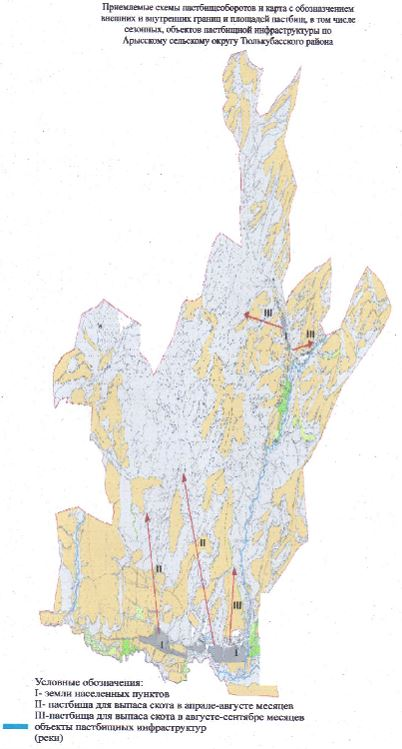 Приемлемые схемы пастбищеоборотов и карта с обозначением
внешних и внутренних границ и площадей пастбищ, в том числе
сезонных, объектов пастбищной инфраструктуры по
Арысскому сельскому округу Тюлькубасского района
III
I
III
II
II
III
I
I
Условные обозначения:
I- земли населенных пунктов
II- пастбища для выпаса скота в апрале-августе месяцев
III-пастбища для выпаса скота в августе-сентябре месяцев
объекты пастбищных инфраструктур
(реки)